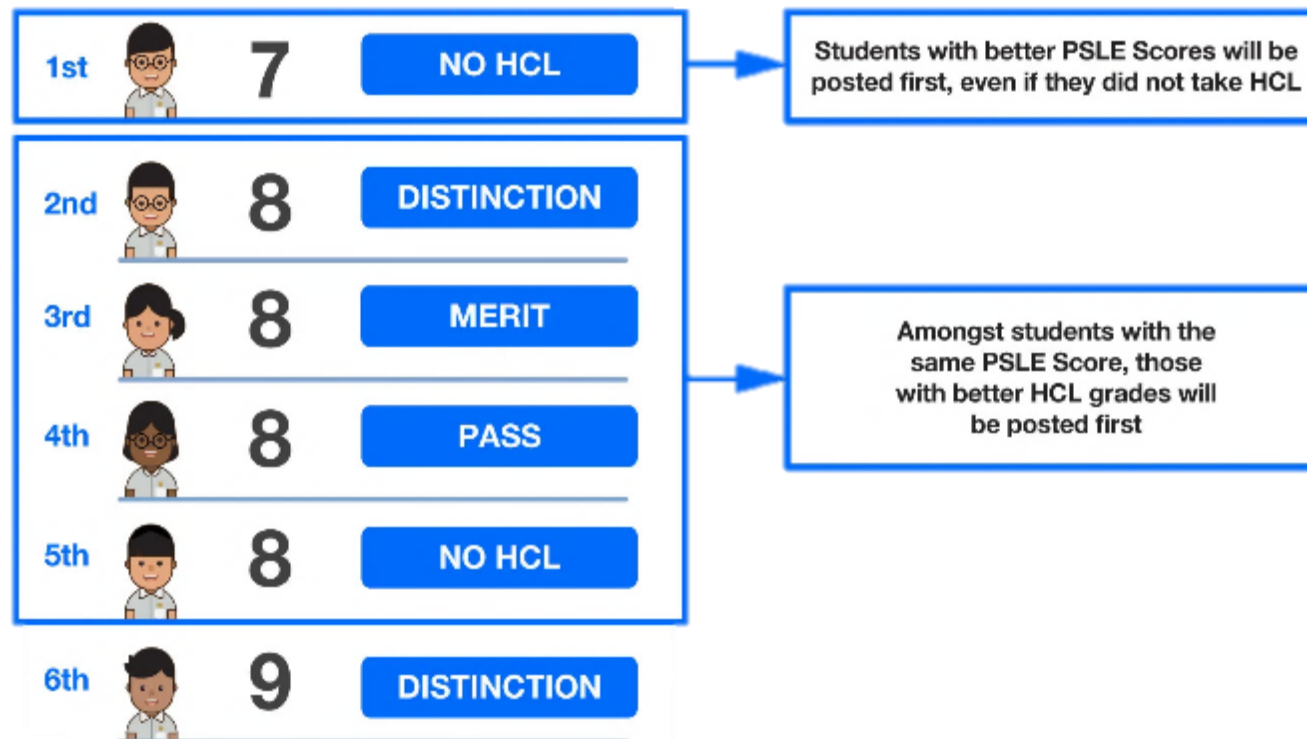 1st 7 NO HCL
Students with better PSLE Scores will be
posted first, even if they did not take HCL
2nd 8 DISTINCTION
3rd 8 MERIT
4th 8 PASS
5th 8 NO HCL
Amongst students with the
same PSLE Score, those
with better HCL grades will
be posted first
6th 9 DISTINCTION